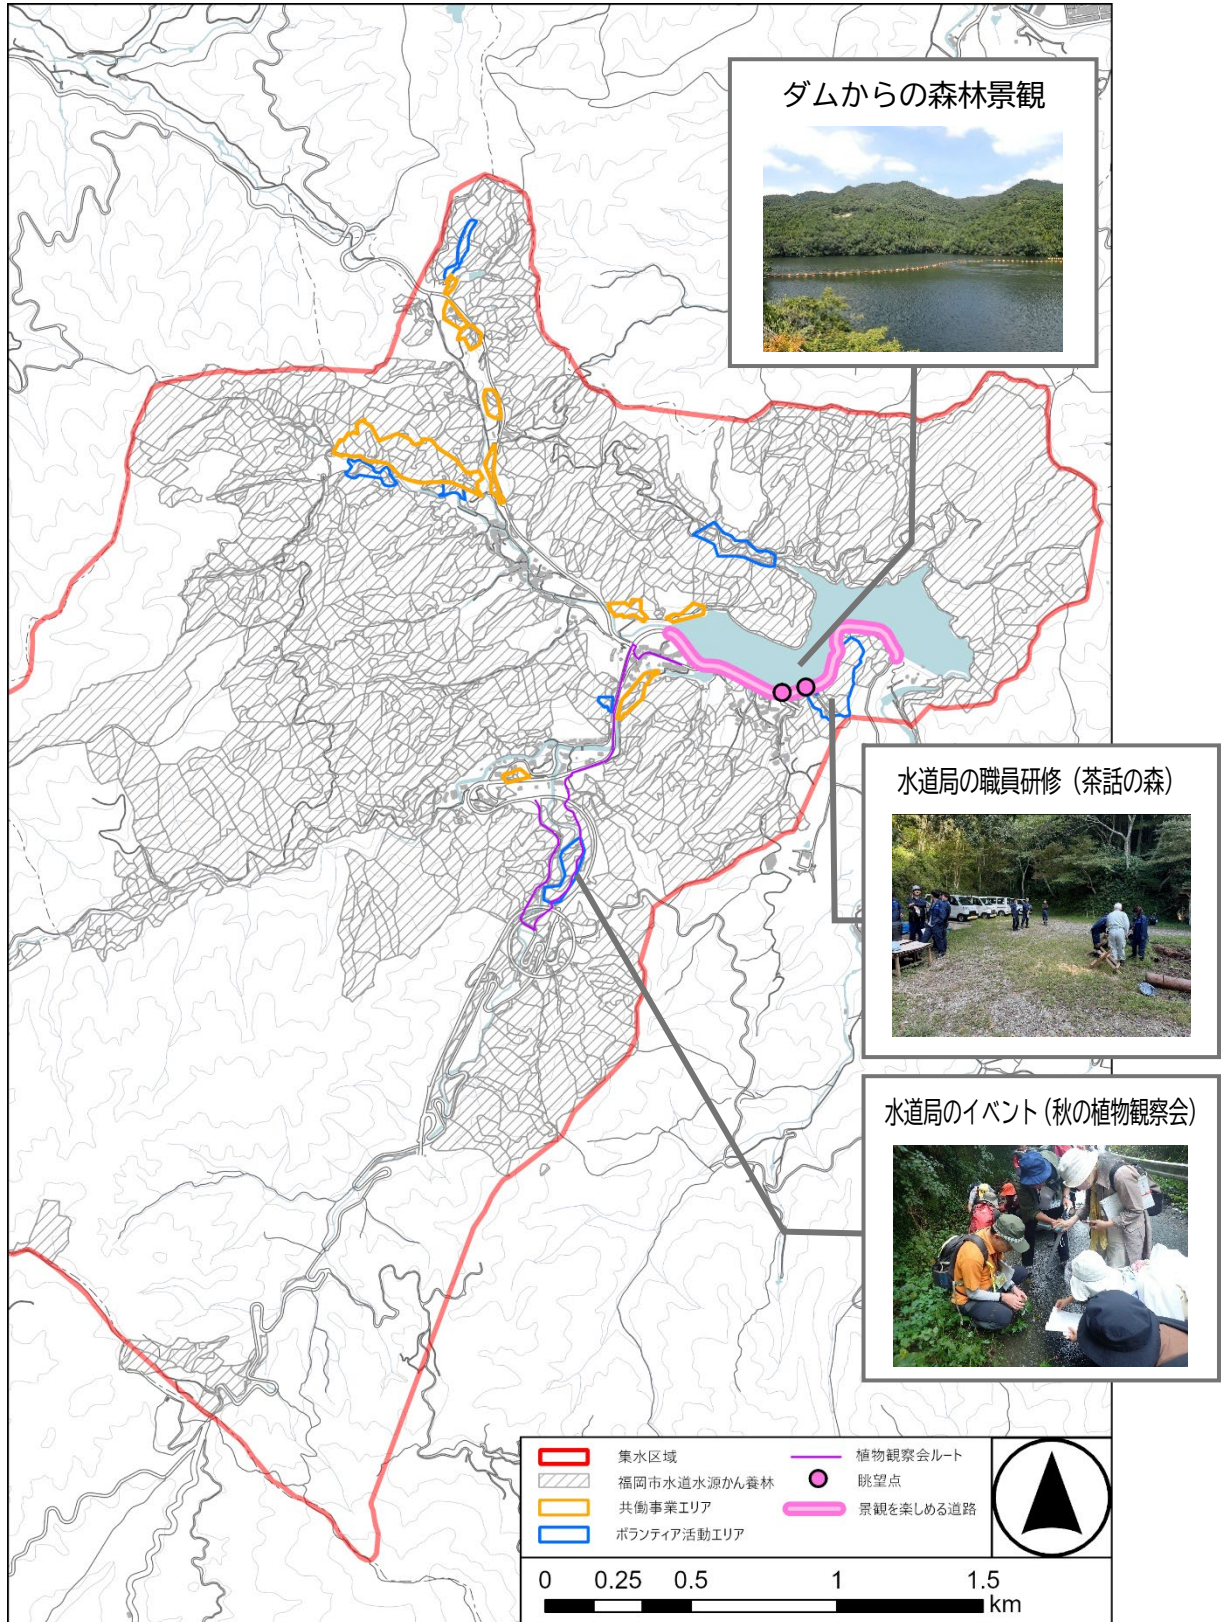 ダムからの森林景観
水道局の職員研修（茶話の森）
水道局のイベント（秋の植物観察会）
集水区域
福岡市水道水源かん養林
共働事業エリア
ボランティア活動エリア
植物観察会ルート
眺望点
景観を楽しめる道路
0 0.25 0.5 1 1.5
km